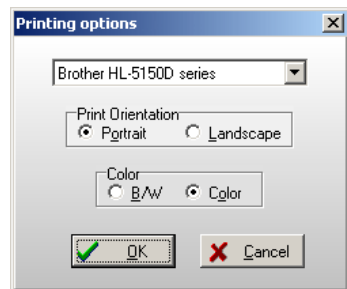 Printing options
Brother HL-5150D series
Print Orientation
Portrait Landscape
Color
B/W Color
OK Cancel